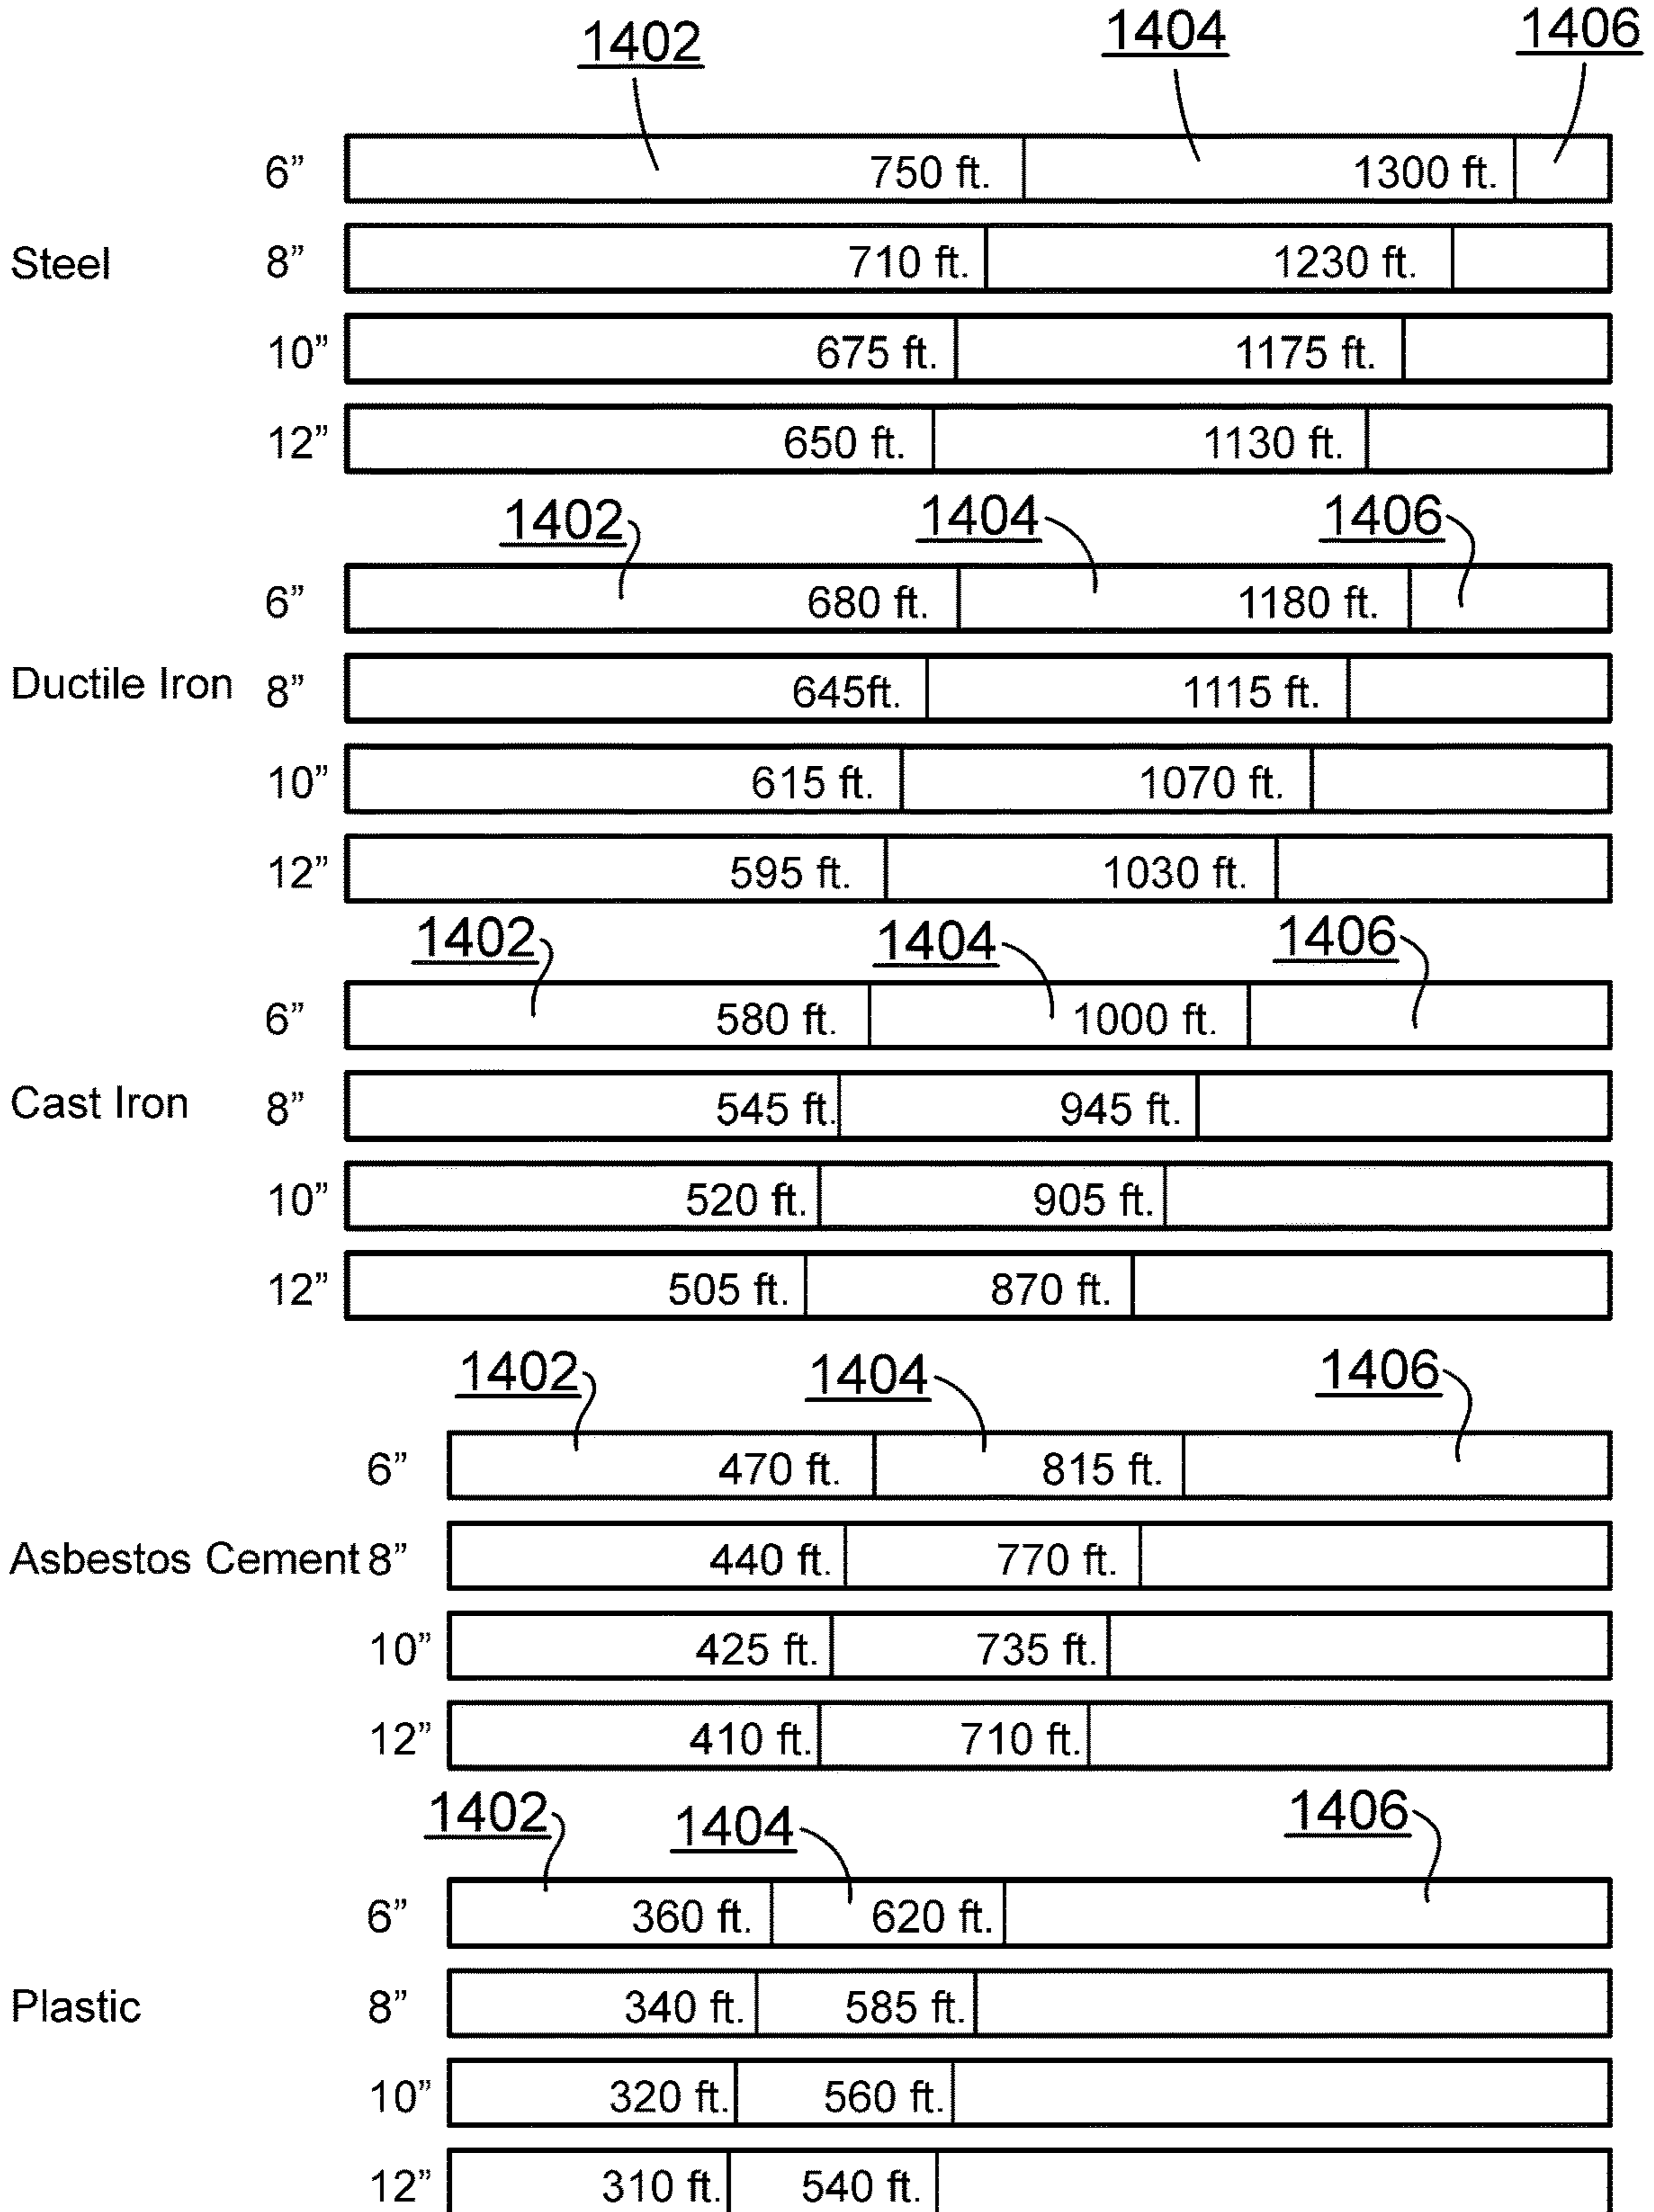 1402 1404 1406
6” 750 ft. 1300 ft.
Steel 8” 710 ft. 1230 ft.
10” 675 ft. 1175 ft.
12” 650 ft. 1130 ft.
1402 1404 1406
6” 680 ft. 1180 ft.
Ductile Iron 8” 645ft. 1115 ft.
10” 615 ft. 1070 ft.
12” 595 ft. 1030 ft.
1402 1404 1406
6” 580 ft. 1000 ft.
Cast Iron 8” 545 ft. 945 ft.
10” 520 ft. 905 ft.
12” 505 ft. 870 ft.
1402 1404 1406
6” 470 ft. 815 ft.
Asbestos Cement 8” 440 ft. 770 ft.
10” 425 ft. 735 ft.
12” 410 ft. 710 ft.
1402 1404 1406
6” 360 ft. 620 ft.
Plastic 8” 340 ft. 585 ft.
10” 320 ft. 560 ft.
12” 310 ft. 540 ft.